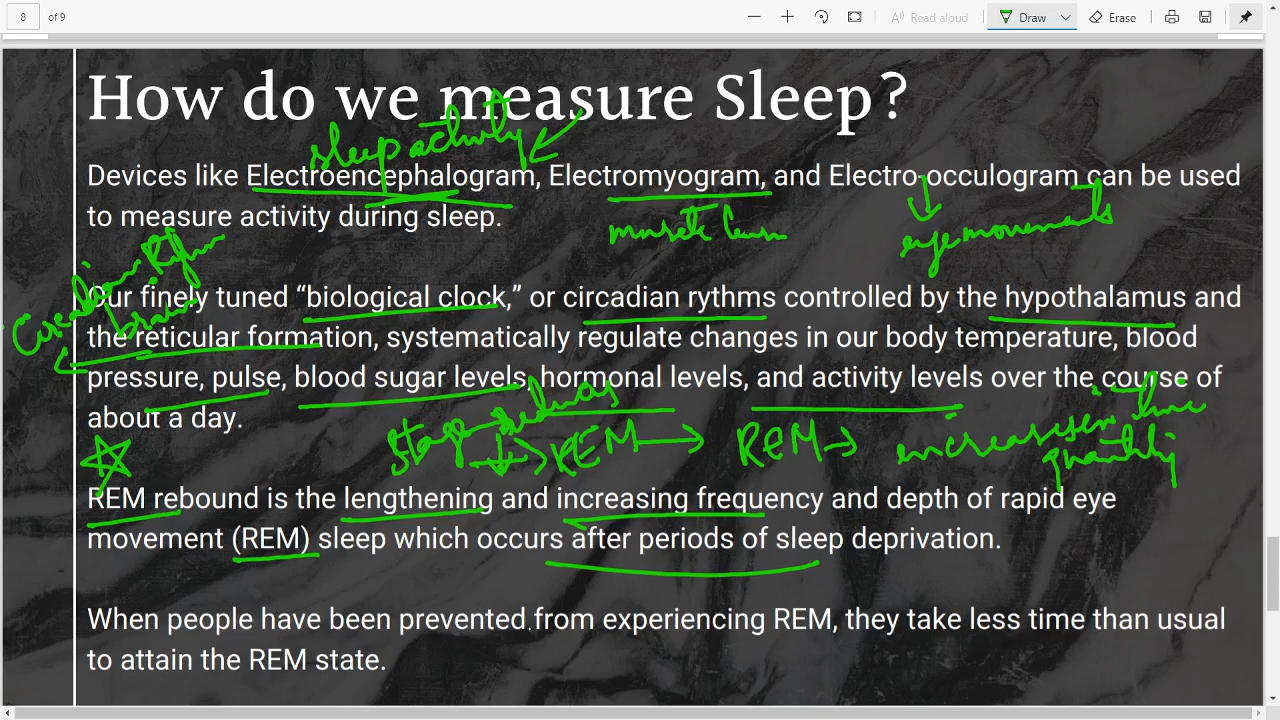 8 of 9
Read aloud
Draw
Erase
How do we measure Sleep?
sleep activity
Devices like Electroencephalogram, Electromyogram, and Electro-occulogram can be used
to measure activity during sleep.
eye movements
Our finely tuned “biological clock,” or circadian rythms controlled by the hypothalamus and
the reticular formation, systematically regulate changes in our body temperature, blood
pressure, pulse, blood sugar levels, hormonal levels, and activity levels over the course of
about a day.
REM REM increases in time
quantity
REM rebound is the lengthening and increasing frequency and depth of rapid eye
movement (REM) sleep which occurs after periods of sleep deprivation.
When people have been prevented from experiencing REM, they take less time than usual
to attain the REM state.